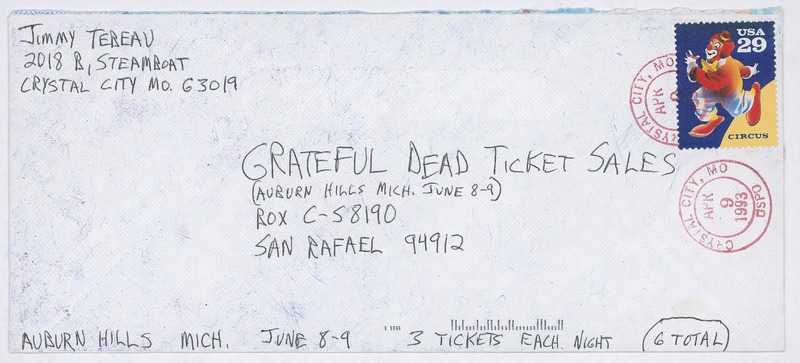 JIMMY TEREAU
2018 B, STEAMBOAT
CRYSTAL CITY MO. 63019
USA
29
CIRCUS
CRYSTAL CITY, MO
APR
CRYSTAL CITY, MO
APR
9
1993
USPO
GRATEFUL DEAD TICKET SALES
(AUBURN HILLS MICH. JUNE 8-9)
BOX C-S8190
SAN RAFAEL 94912
AUBURN HILLS MICH. JUNE 8-9 3 TICKETS EACH. NIGHT (6 TOTAL)